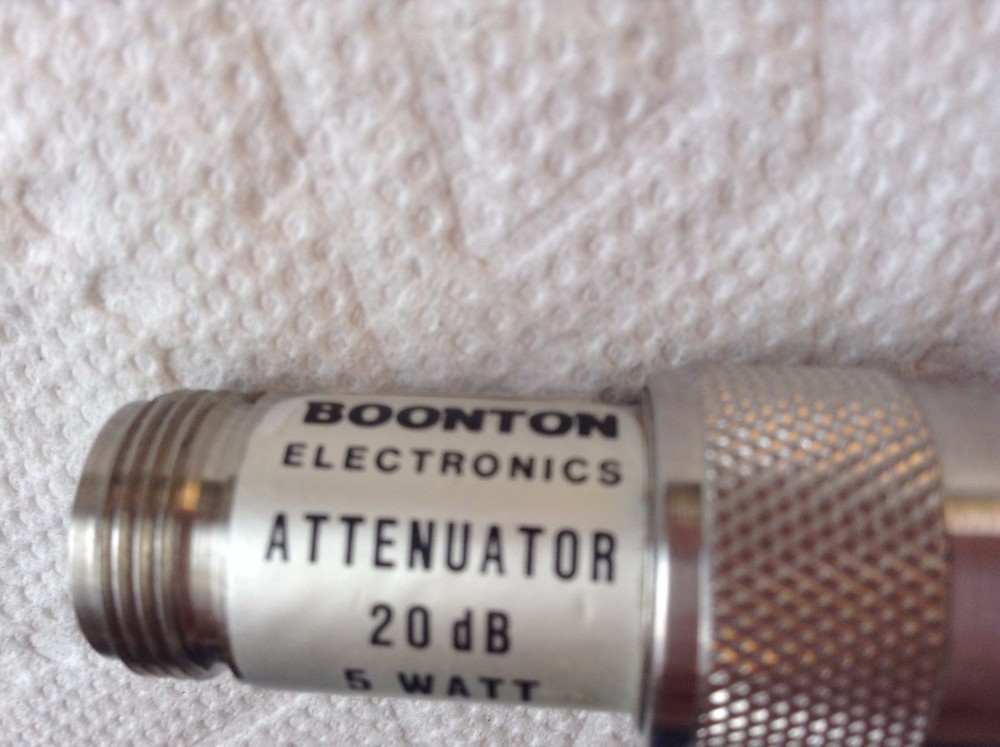 BOONTON
ELECTRONICS
ATTENUATOR
20 dB
5 WATT